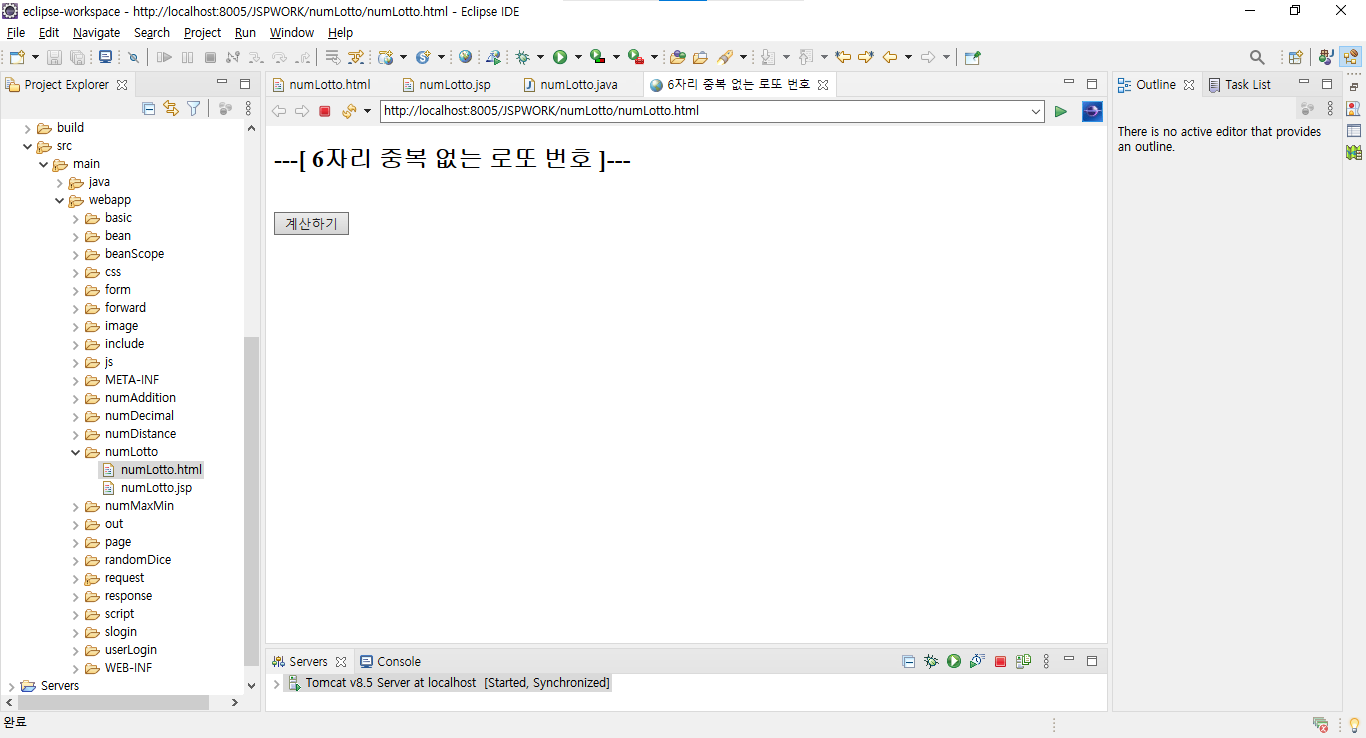 eclipse-workspace - http://localhost:8005/JSPWORK/numLotto/numLotto.html - Eclipse IDE
File Edit Navigate Search Project Run Window Help
Project Explorer
build
src
main
java
webapp
basic
bean
beanScope
css
form
forward
image
include
js
META-INF
numAddition
numDecimal
numDistance
numLotto
numLotto.html
numLotto.jsp
numMaxMin
out
page
randomDice
request
response
script
slogin
userLogin
WEB-INF
Servers
numLotto.html numLotto.jsp numLotto.java 6자리 중복 없는 로또 번호
http://localhost:8005/JSPWORK/numLotto/numLotto.html
---[ 6자리 중복 없는 로또 번호 ]---
계산하기
Servers Console
Tomcat v8.5 Server at localhost [Started, Synchronized]
Outline Task List
There is no active editor that provides
an outline.
완료